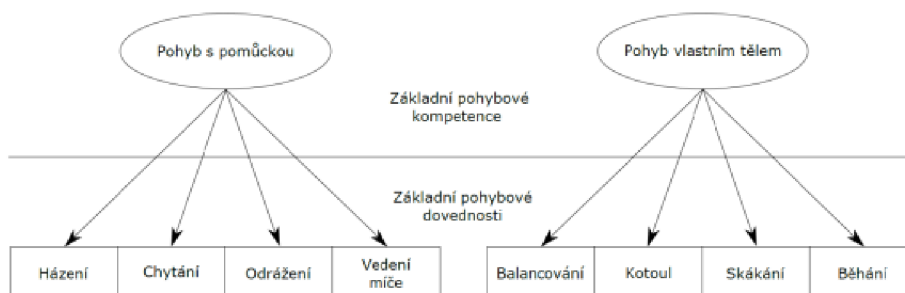 Pohyb s pomůckou
Pohyb vlastním tělem
Základní pohybové
kompetence
Základní pohybové
dovednosti
Házení
Chytání
Odrážení
Vedení
míče
Balancování
Kotoul
Skákání
Běhání